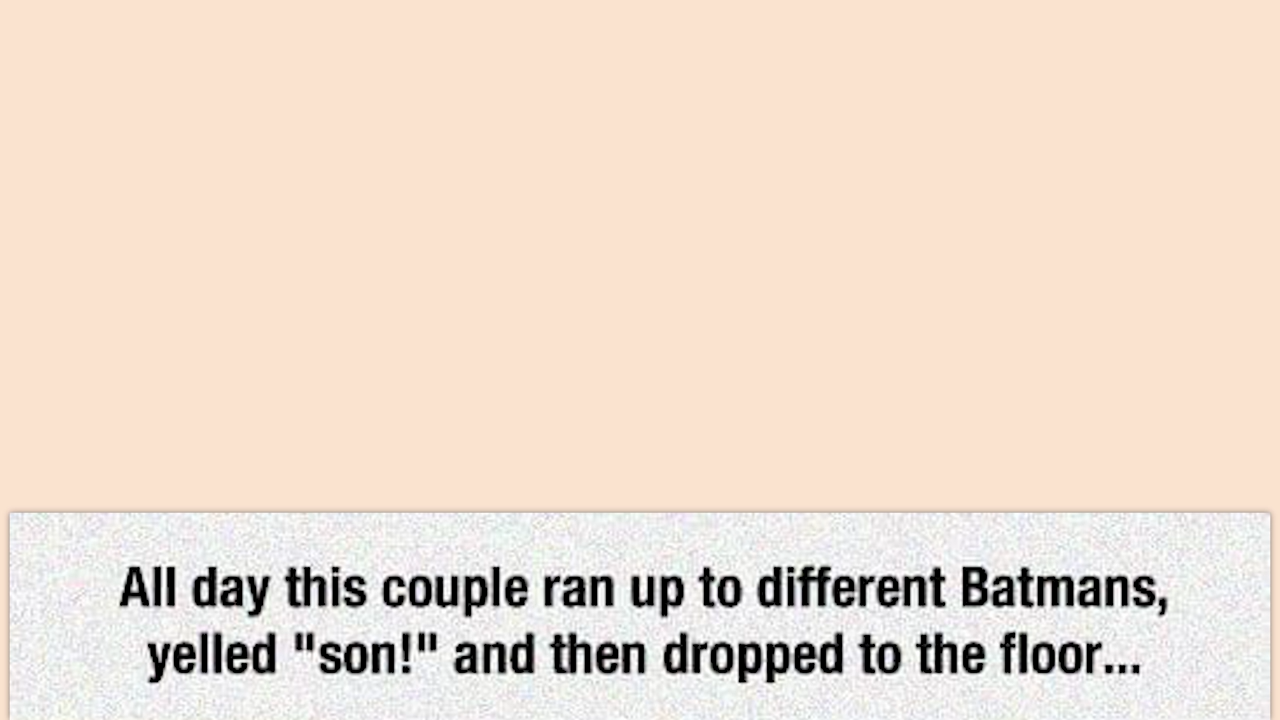 All day this couple ran up to different Batmans,
yelled "son!" and then dropped to the floor...